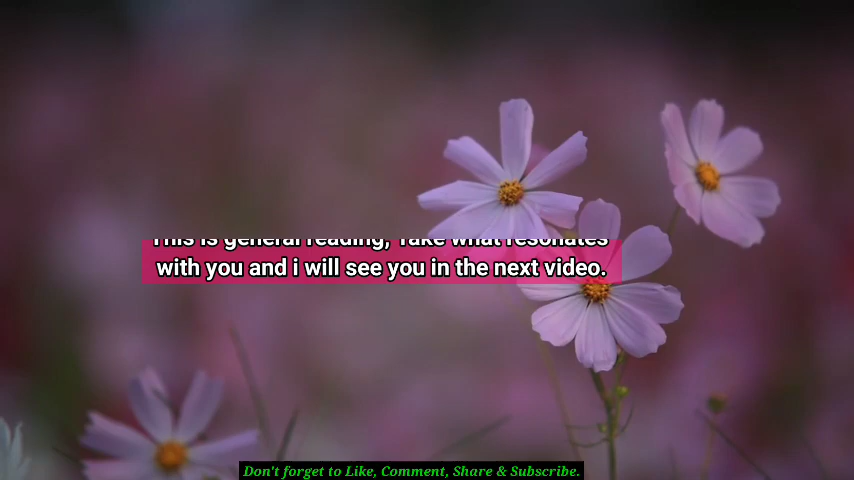 This is general reading, Take what resonates
with you and i will see you in the next video.
Don't forget to Like, Comment, Share & Subscribe.